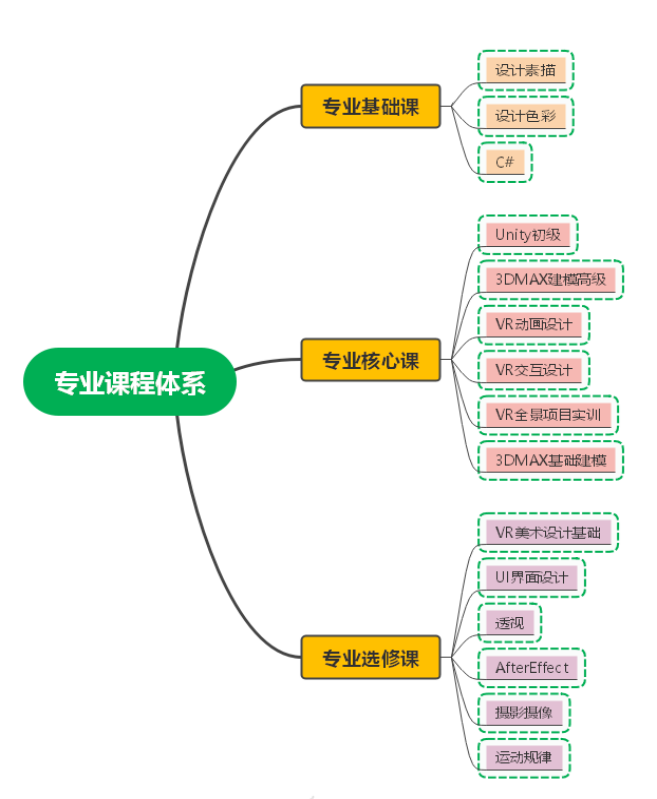 专业课程体系
专业基础课
设计素描
设计色彩
C#
专业核心课
Unity初级
3DMAX建模高级
VR动画设计
VR交互设计
VR全景项目实训
3DMAX基础建模
专业选修课
VR美术设计基础
UI界面设计
透视
AfterEffect
摄影摄像
运动规律